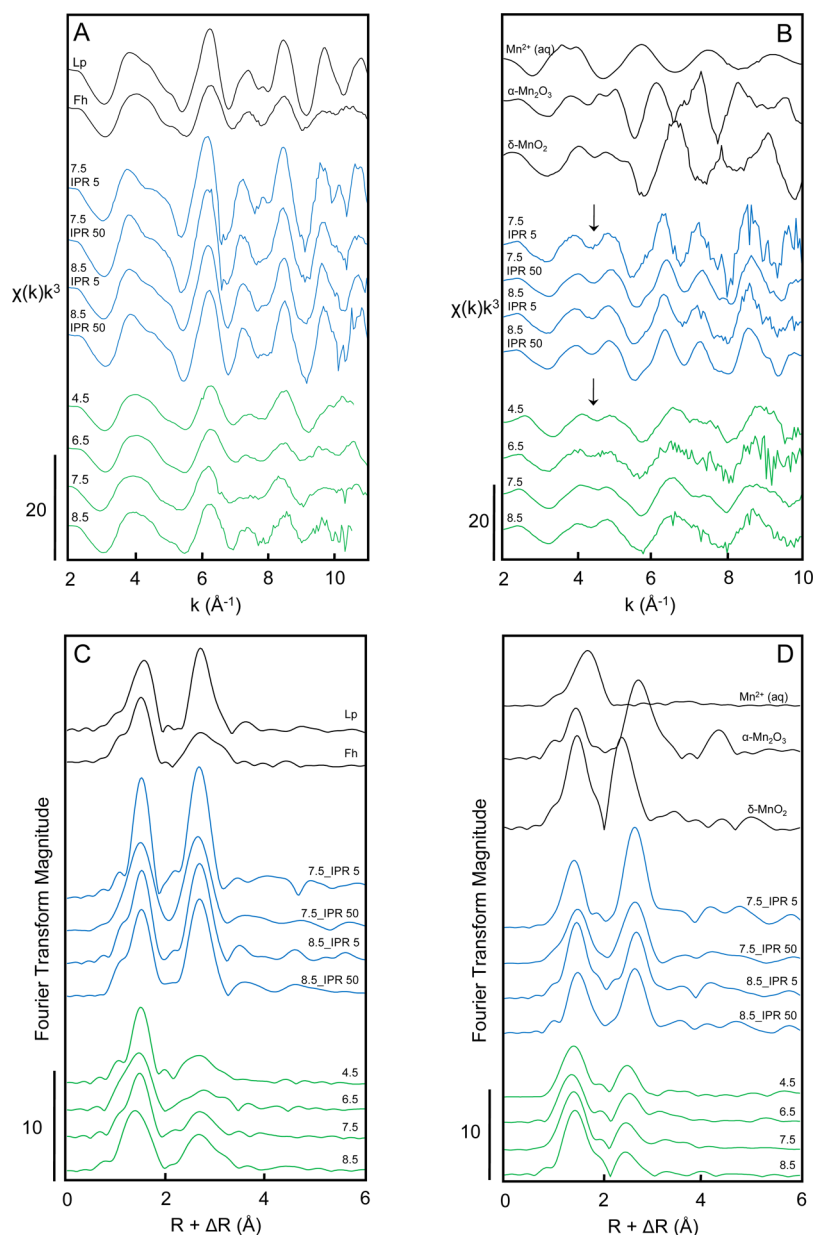 A
Lp
Fh
7.5
IPR 5
7.5
IPR 50
8.5
IPR 5
8.5
IPR 50
χ(k)k³
4.5
6.5
7.5
8.5
20
2 4 6 8 10
k (Å⁻¹)
B
Mn²⁺ (aq)
α-Mn₂O₃
δ-MnO₂
7.5
IPR 5
7.5
IPR 50
8.5
IPR 5
8.5
IPR 50
χ(k)k³
4.5
6.5
7.5
8.5
20
2 4 6 8 10
k (Å⁻¹)
C
Lp
Fh
7.5_IPR 5
7.5_IPR 50
8.5_IPR 5
8.5_IPR 50
4.5
6.5
7.5
8.5
Fourier Transform Magnitude
10
0 2 4 6
R + ΔR (Å)
D
Mn²⁺ (aq)
α-Mn₂O₃
δ-MnO₂
7.5_IPR 5
7.5_IPR 50
8.5_IPR 5
8.5_IPR 50
4.5
6.5
7.5
8.5
Fourier Transform Magnitude
10
0 2 4 6
R + ΔR (Å)